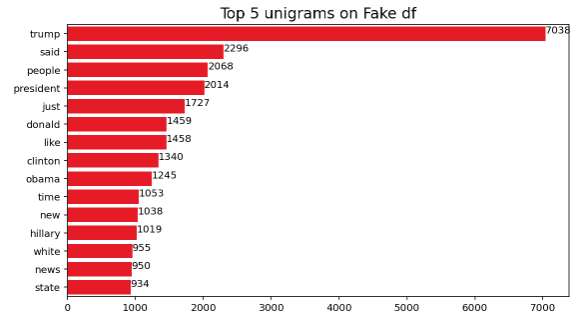 Top 5 unigrams on Fake df
trump 7038
said 2296
people 2068
president 2014
just 1727
donald 1459
like 1458
clinton 1340
obama 1245
time 1053
new 1038
hillary 1019
white 955
news 950
state 934
0 1000 2000 3000 4000 5000 6000 7000